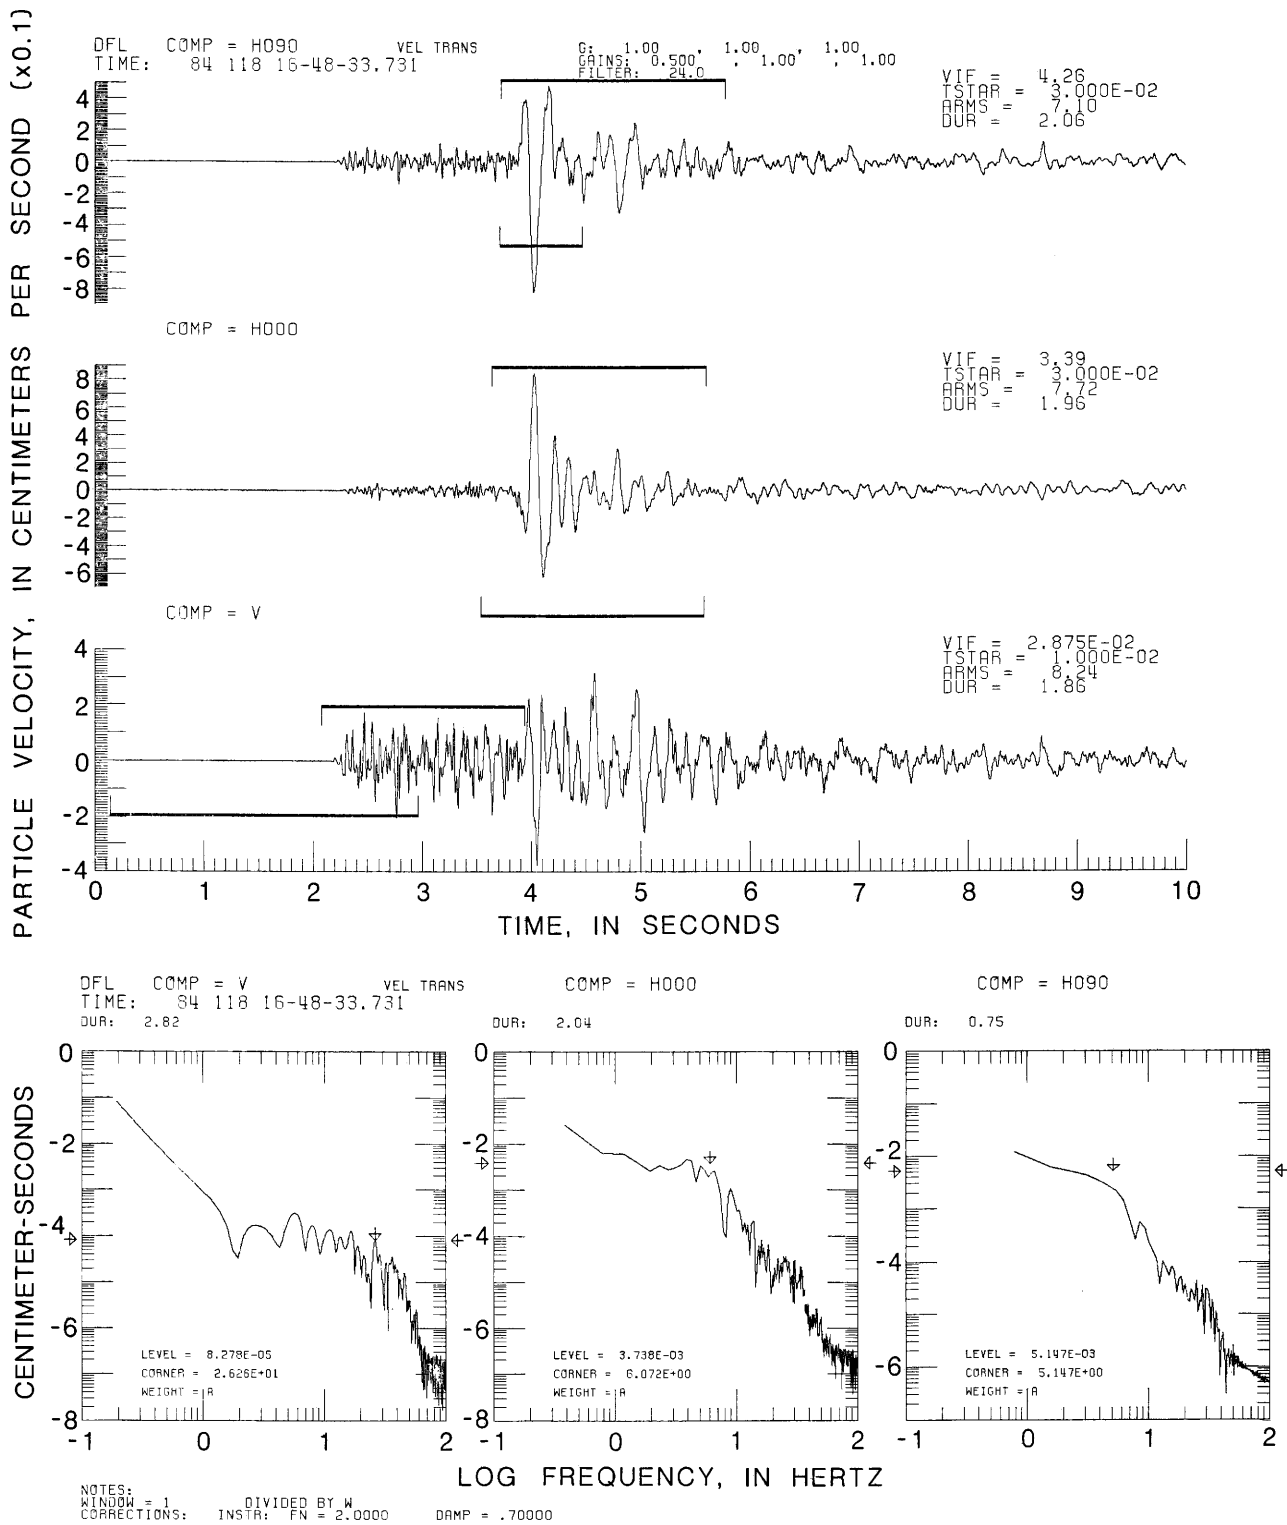 PARTICLE VELOCITY, IN CENTIMETERS PER SECOND (x0.1)
DFL COMP = H090 VEL TRANS G: 1.00 , 1.00 , 1.00
TIME: 84 118 16-48-33.731 GAINS: 0.500 , 1.00 , 1.00
FILTER: 24.0
VIF = 4.26
TSTAR = 3.000E-02
ARMS = 7.10
DUR = 2.06
4
2
0
-2
-4
-6
-8
COMP = H000
VIF = 3.39
TSTAR = 3.000E-02
ARMS = 7.72
DUR = 1.96
8
6
4
2
0
-2
-4
-6
COMP = V
VIF = 2.875E-02
TSTAR = 1.000E-02
ARMS = 8.24
DUR = 1.86
4
2
0
-2
-4
0 1 2 3 4 5 6 7 8 9 10
TIME, IN SECONDS
DFL COMP = V VEL TRANS COMP = H000 COMP = H090
TIME: 84 118 16-48-33.731
DUR: 2.82 DUR: 2.04 DUR: 0.75
CENTIMETER-SECONDS
0
-2
-4
-6
-8
LEVEL = 8.278E-05
CORNER = 2.626E+01
WEIGHT = A
-1 0 1 2
0
-2
-4
-6
-8
LEVEL = 3.738E-03
CORNER = 6.072E+00
WEIGHT = A
-1 0 1 2
0
-2
-4
-6
LEVEL = 5.147E-03
CORNER = 5.147E+00
WEIGHT = A
-1 0 1 2
LOG FREQUENCY, IN HERTZ
NOTES:
WINDOW = 1 DIVIDED BY W
CORRECTIONS: INSTR: FN = 2.0000 DAMP = .70000